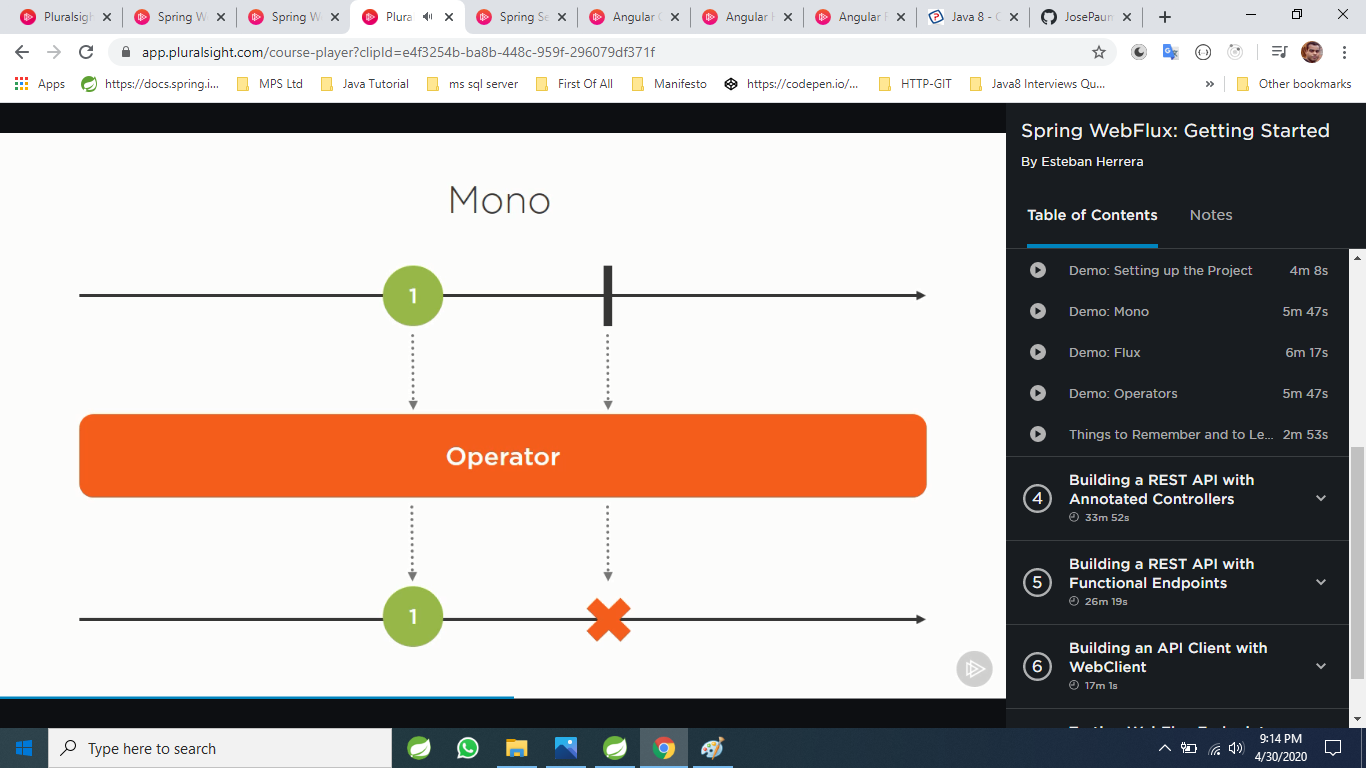 Pluralsigh
Spring W
Spring W
Plura
Spring Se
Angular
Angular
Angular
Java 8 -
JosePaun
app.pluralsight.com/course-player?clipId=e4f3254b-ba8b-448c-959f-296079df371f
Apps
https://docs.spring.i...
MPS Ltd
Java Tutorial
ms sql server
First Of All
Manifesto
https://codepen.io/...
HTTP-GIT
Java8 Interviews Qu...
»
Other bookmarks
Mono
1
Operator
1
Spring WebFlux: Getting Started
By Esteban Herrera
Table of Contents
Notes
Demo: Setting up the Project 4m 8s
Demo: Mono 5m 47s
Demo: Flux 6m 17s
Demo: Operators 5m 47s
Things to Remember and to Le... 2m 53s
4
Building a REST API with
Annotated Controllers
33m 52s
5
Building a REST API with
Functional Endpoints
26m 19s
6
Building an API Client with
WebClient
17m 1s
Type here to search
9:14 PM
4/30/2020